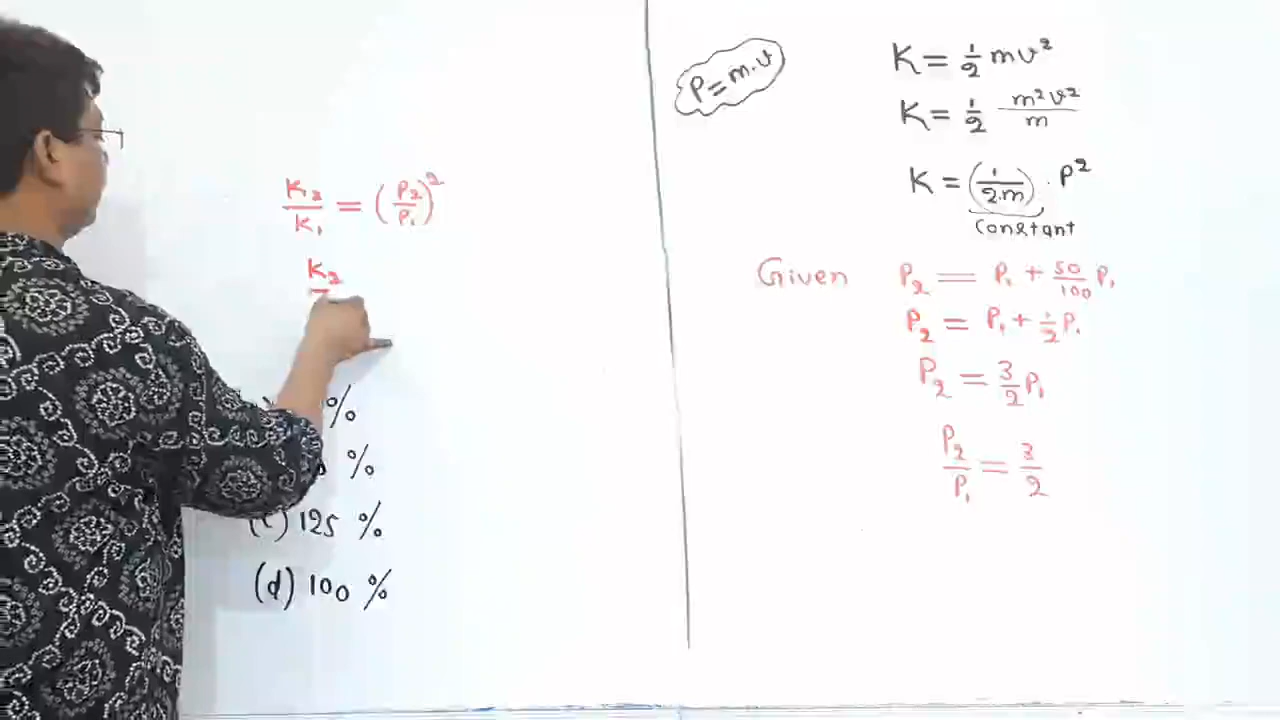 K₂/K₁ = (P₂/P₁)²
K₂
%
%
(c) 125 %
(d) 100 %
P = m.v
K = 1/2 mv²
K = 1/2 m²v²/m
K = (1/2.m) . P²
constant
Given P₂ = P₁ + 50/100 P₁
P₂ = P₁ + 1/2 P₁
P₂ = 3/2 P₁
P₂/P₁ = 3/2